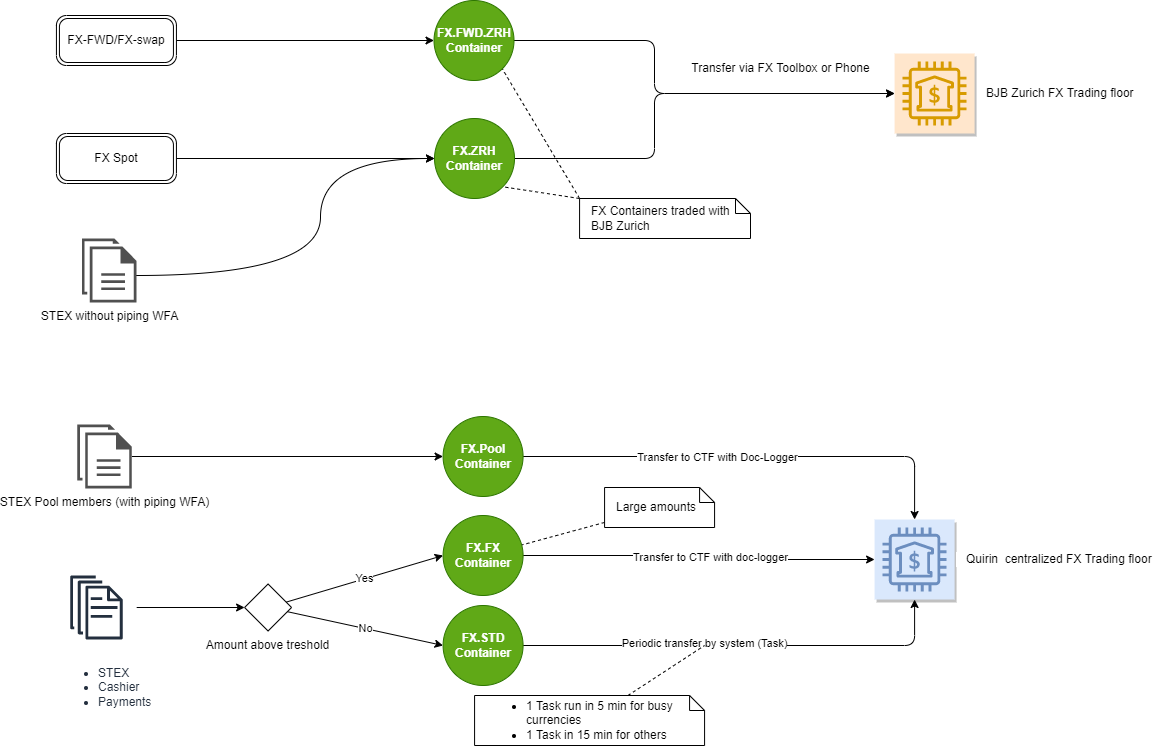 FX-FWD/FX-swap
FX.FWD.ZRH
Container
Transfer via FX Toolbox or Phone
BJB Zurich FX Trading floor
FX Spot
FX.ZRH
Container
FX Containers traded with
BJB Zurich
STEX without piping WFA
FX.Pool
Container
Transfer to CTF with Doc-Logger
STEX Pool members (with piping WFA)
Large amounts
FX.FX
Container
Transfer to CTF with doc-logger
Quirin centralized FX Trading floor
Yes
No
Amount above treshold
FX.STD
Container
Periodic transfer by system (Task)
STEX
Cashier
Payments
1 Task run in 5 min for busy
currencies
1 Task in 15 min for others